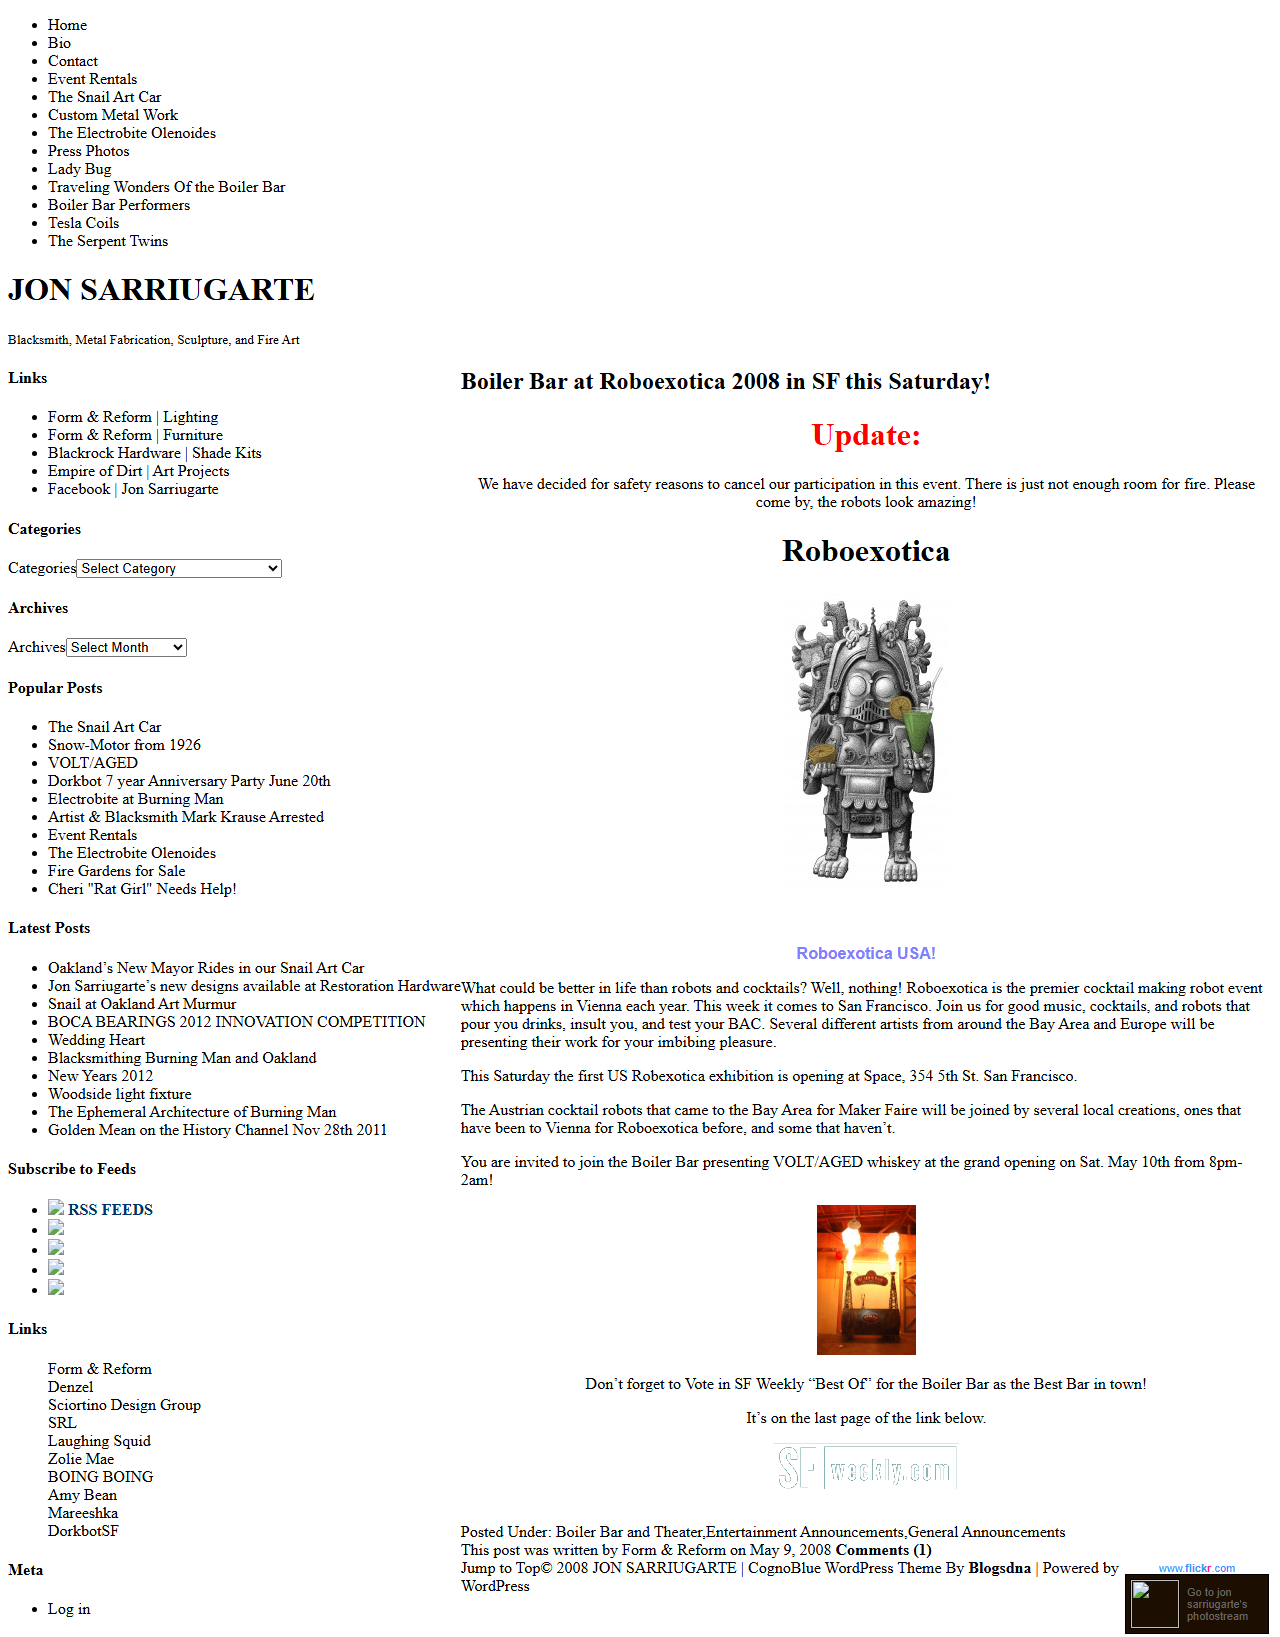 Home
Bio
Contact
Event Rentals
The Snail Art Car
Custom Metal Work
The Electrobite Olenoides
Press Photos
Lady Bug
Traveling Wonders Of the Boiler Bar
Boiler Bar Performers
Tesla Coils
The Serpent Twins
JON SARRIUGARTE
Blacksmith, Metal Fabrication, Sculpture, and Fire Art
Links
Form & Reform | Lighting
Form & Reform | Furniture
Blackrock Hardware | Shade Kits
Empire of Dirt | Art Projects
Facebook | Jon Sarriugarte
Categories
Categories Select Category
Archives
Archives Select Month
Popular Posts
The Snail Art Car
Snow-Motor from 1926
VOLT/AGED
Dorkbot 7 year Anniversary Party June 20th
Electrobite at Burning Man
Artist & Blacksmith Mark Krause Arrested
Event Rentals
The Electrobite Olenoides
Fire Gardens for Sale
Cheri "Rat Girl" Needs Help!
Latest Posts
Oakland’s New Mayor Rides in our Snail Art Car
Jon Sarriugarte’s new designs available at Restoration Hardware
Snail at Oakland Art Murmur
BOCA BEARINGS 2012 INNOVATION COMPETITION
Wedding Heart
Blacksmithing Burning Man and Oakland
New Years 2012
Woodside light fixture
The Ephemeral Architecture of Burning Man
Golden Mean on the History Channel Nov 28th 2011
Subscribe to Feeds
RSS FEEDS
Links
Form & Reform
Denzel
Sciortino Design Group
SRL
Laughing Squid
Zolie Mae
BOING BOING
Amy Bean
Mareeshka
DorkbotSF
Meta
Log in
Boiler Bar at Roboexotica 2008 in SF this Saturday!
Update:
We have decided for safety reasons to cancel our participation in this event. There is just not enough room for fire. Please
come by, the robots look amazing!
Roboexotica
Roboexotica USA!
What could be better in life than robots and cocktails? Well, nothing! Roboexotica is the premier cocktail making robot event
which happens in Vienna each year. This week it comes to San Francisco. Join us for good music, cocktails, and robots that
pour you drinks, insult you, and test your BAC. Several different artists from around the Bay Area and Europe will be
presenting their work for your imbibing pleasure.
This Saturday the first US Robexotica exhibition is opening at Space, 354 5th St. San Francisco.
The Austrian cocktail robots that came to the Bay Area for Maker Faire will be joined by several local creations, ones that
have been to Vienna for Roboexotica before, and some that haven’t.
You are invited to join the Boiler Bar presenting VOLT/AGED whiskey at the grand opening on Sat. May 10th from 8pm-
2am!
Don’t forget to Vote in SF Weekly “Best Of” for the Boiler Bar as the Best Bar in town!
It’s on the last page of the link below.
SF weekly.com
Posted Under: Boiler Bar and Theater,Entertainment Announcements,General Announcements
This post was written by Form & Reform on May 9, 2008 Comments (1)
Jump to Top© 2008 JON SARRIUGARTE | CognoBlue WordPress Theme By Blogsdna | Powered by
WordPress
www.flickr.com
Go to jon
sarriugarte's
photostream